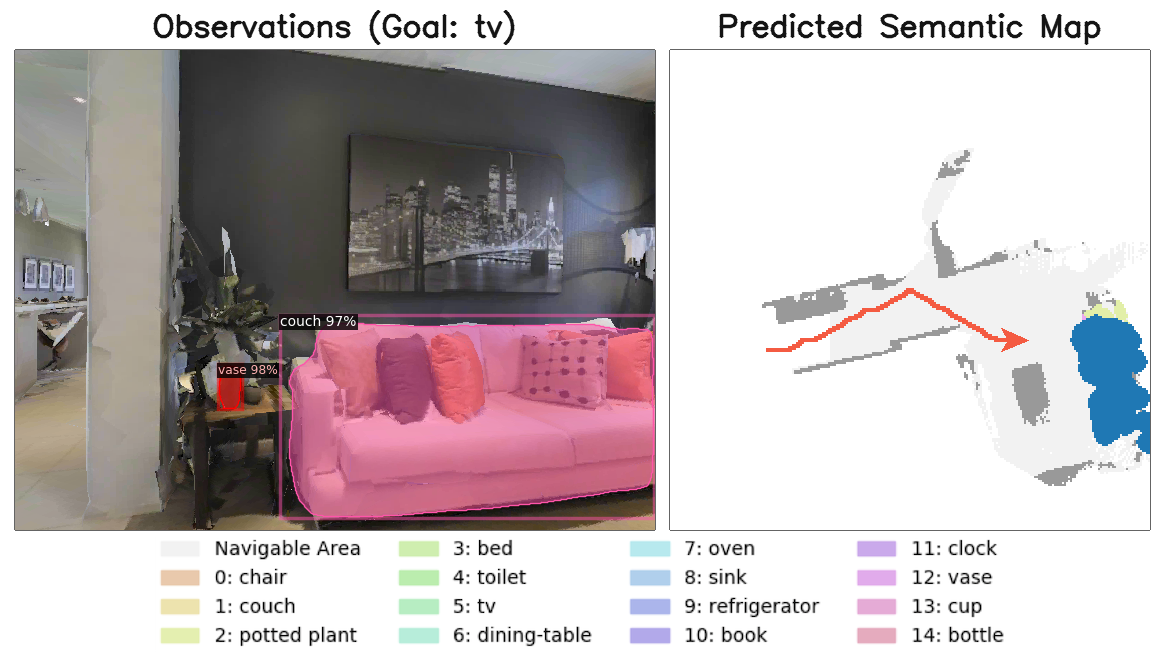 Observations (Goal: tv)
Predicted Semantic Map
couch 97%
vase 98%
Navigable Area
0: chair
1: couch
2: potted plant
3: bed
4: toilet
5: tv
6: dining-table
7: oven
8: sink
9: refrigerator
10: book
11: clock
12: vase
13: cup
14: bottle